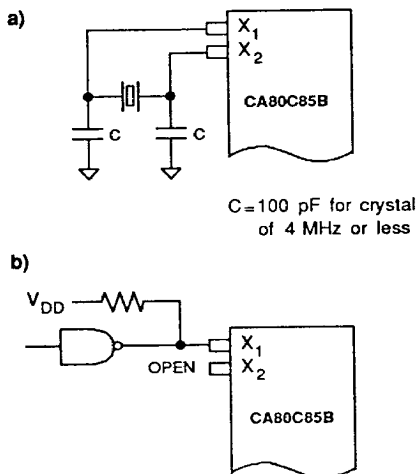 a)
X1
X2
CA80C85B
C
C
C=100 pF for crystal
of 4 MHz or less
b)
VDD
X1
OPEN
X2
CA80C85B